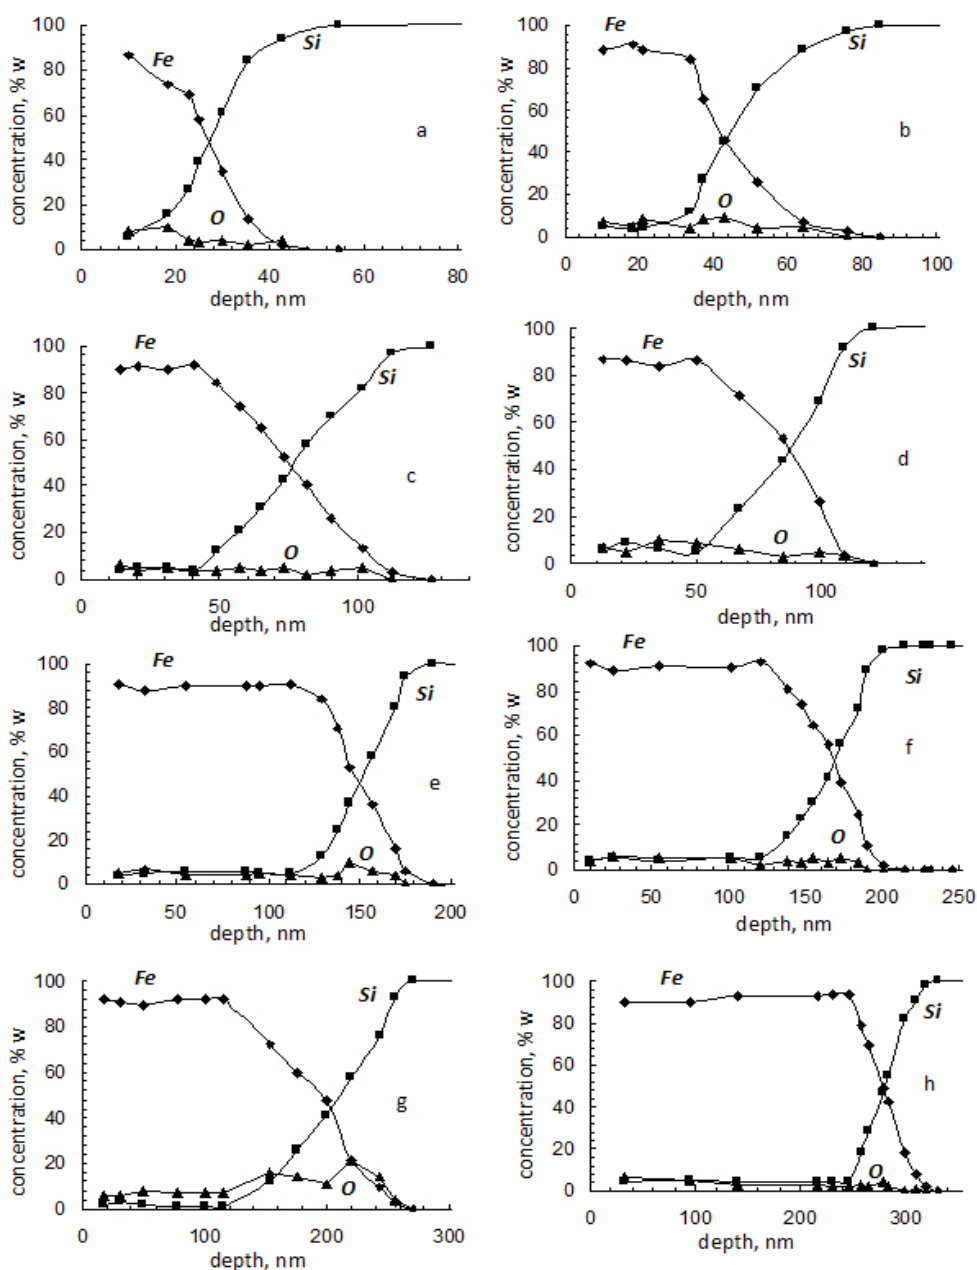 100
80
60
40
20
0
concentration, % w
Fe
Si
O
a
0 20 40 60 80
depth, nm
100
80
60
40
20
0
concentration, % w
Fe
Si
O
b
0 20 40 60 80 100
depth, nm
100
80
60
40
20
0
concentration, % w
Fe
Si
O
c
0 50 100
depth, nm
100
80
60
40
20
0
concentration, % w
Fe
Si
O
d
0 50 100
depth, nm
100
80
60
40
20
0
concentration, % w
Fe
Si
O
e
0 50 100 150 200
depth, nm
100
80
60
40
20
0
concentration, % w
Fe
Si
O
f
0 50 100 150 200 250
depth, nm
100
80
60
40
20
0
concentration, % w
Fe
Si
O
g
0 100 200 300
depth, nm
100
80
60
40
20
0
concentration, % w
Fe
Si
O
h
0 100 200 300
depth, nm